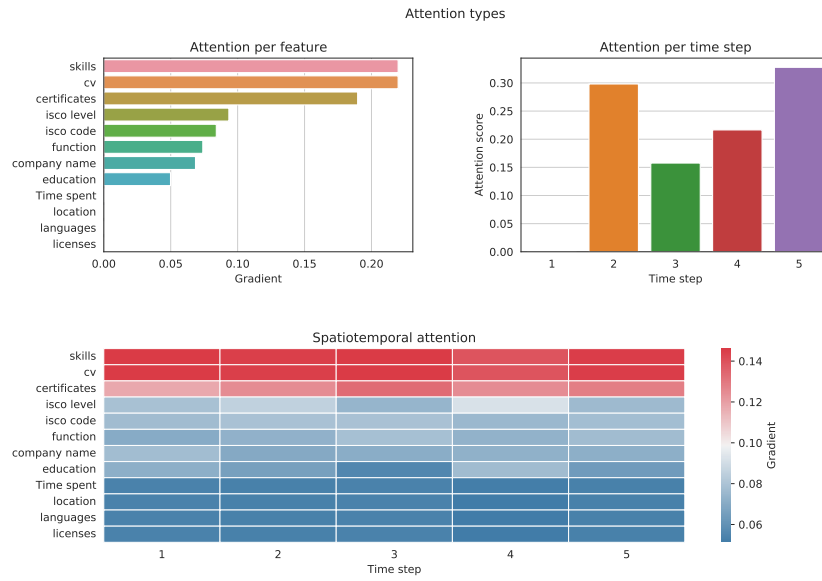 Attention types
Attention per feature
skills
cv
certificates
isco level
isco code
function
company name
education
Time spent
location
languages
licenses
0.00 0.05 0.10 0.15 0.20
Gradient
Attention per time step
Attention score
0.30
0.25
0.20
0.15
0.10
0.05
0.00
1 2 3 4 5
Time step
Spatiotemporal attention
skills
cv
certificates
isco level
isco code
function
company name
education
Time spent
location
languages
licenses
1 2 3 4 5
Time step
0.14
0.12
0.10
0.08
0.06
Gradient